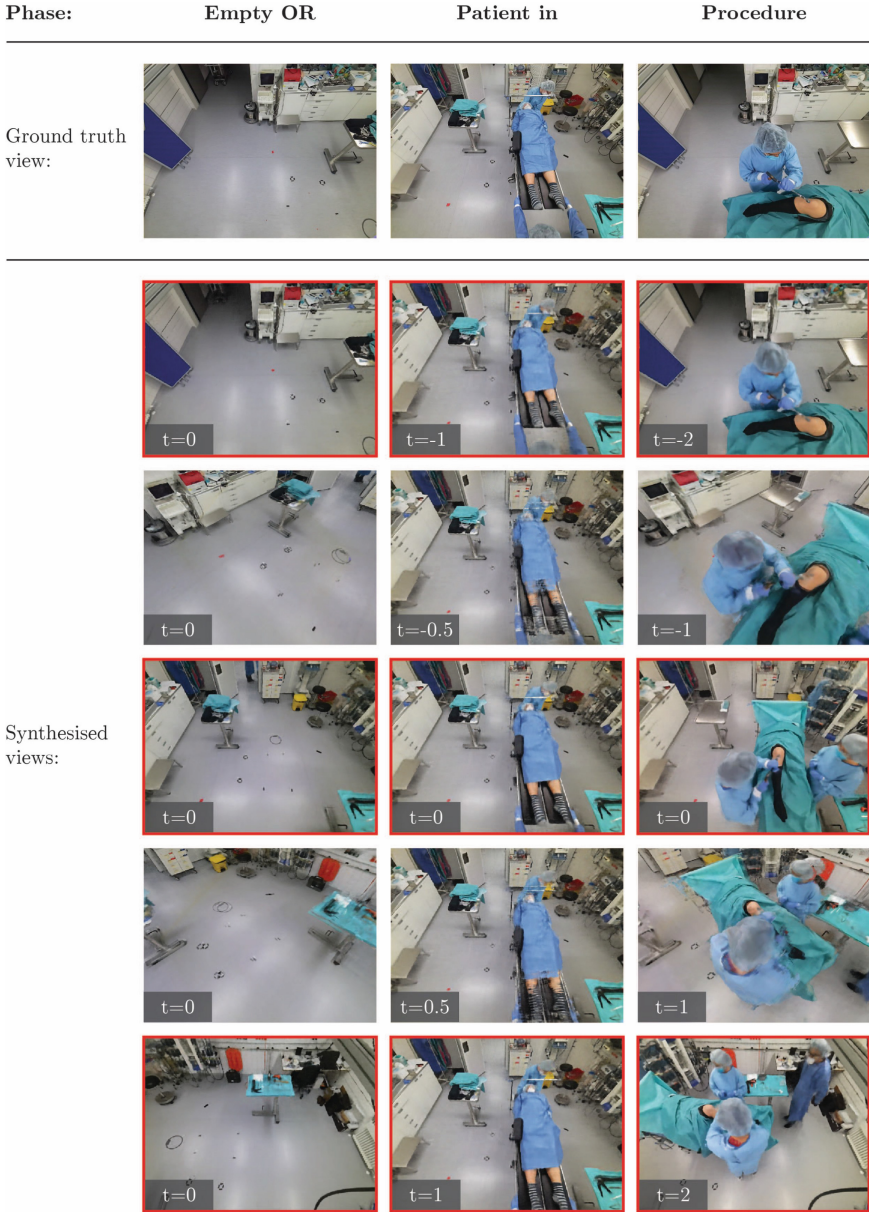 Phase: Empty OR Patient in Procedure
Ground truth
view:
t=0 t=-1 t=-2
t=0 t=-0.5 t=-1
Synthesised
views:
t=0 t=0 t=0
t=0 t=0.5 t=1
t=0 t=1 t=2